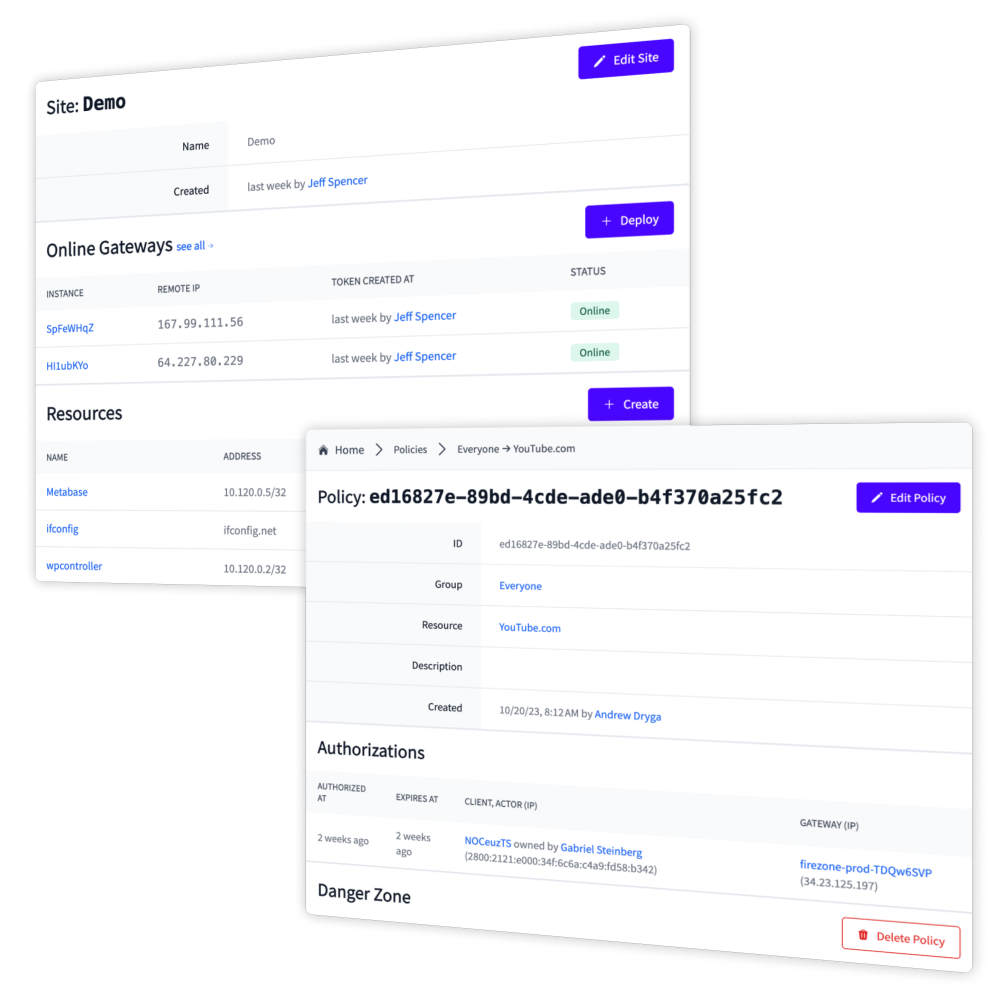 Site: Demo
Edit Site
Name Demo
Created last week by Jeff Spencer
Online Gateways see all →
+ Deploy
INSTANCE REMOTE IP TOKEN CREATED AT STATUS
SpFeWHqZ 167.99.111.56 last week by Jeff Spencer Online
HI1ubKYo 64.227.80.229 last week by Jeff Spencer Online
Resources
+ Create
NAME ADDRESS
Metabase 10.120.0.5/32
ifconfig ifconfig.net
wpcontroller 10.120.0.2/32
Home > Policies > Everyone → YouTube.com
Policy: ed16827e-89bd-4cde-ade0-b4f370a25fc2
Edit Policy
ID ed16827e-89bd-4cde-ade0-b4f370a25fc2
Group Everyone
Resource YouTube.com
Description
Created 10/20/23, 8:12 AM by Andrew Dryga
Authorizations
AUTHORIZED
AT
EXPIRES AT
CLIENT, ACTOR (IP)
GATEWAY (IP)
2 weeks ago
2 weeks
ago
NOCeuzTS owned by Gabriel Steinberg
(2800:2121:e000:34f:6c6a:c4a9:fd58:b342)
firezone-prod-TDQw6SVP
(34.23.125.197)
Danger Zone
Delete Policy